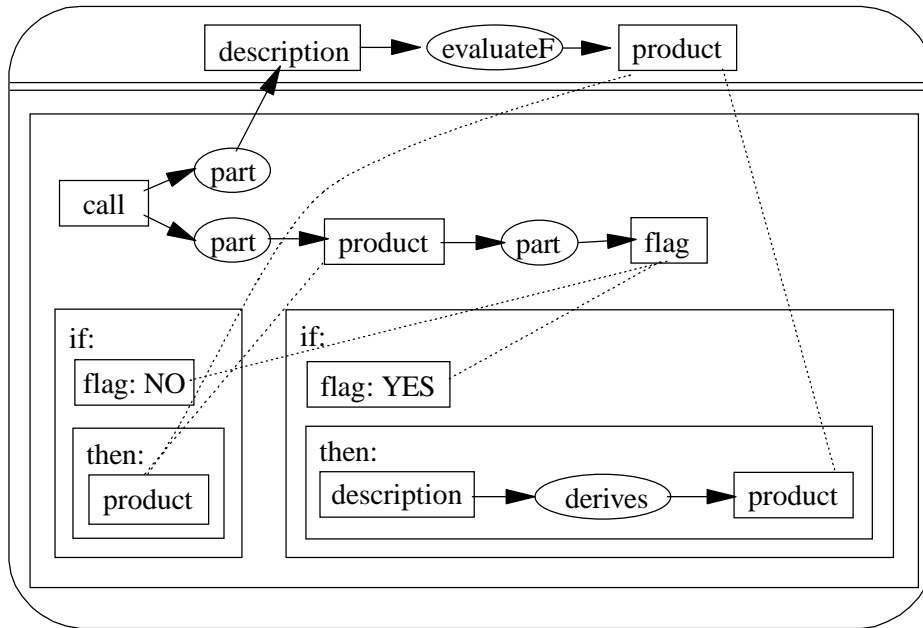 description evaluateF product
part
call
part product part flag
if:
flag: NO
then:
product
if:
flag: YES
then:
description derives product